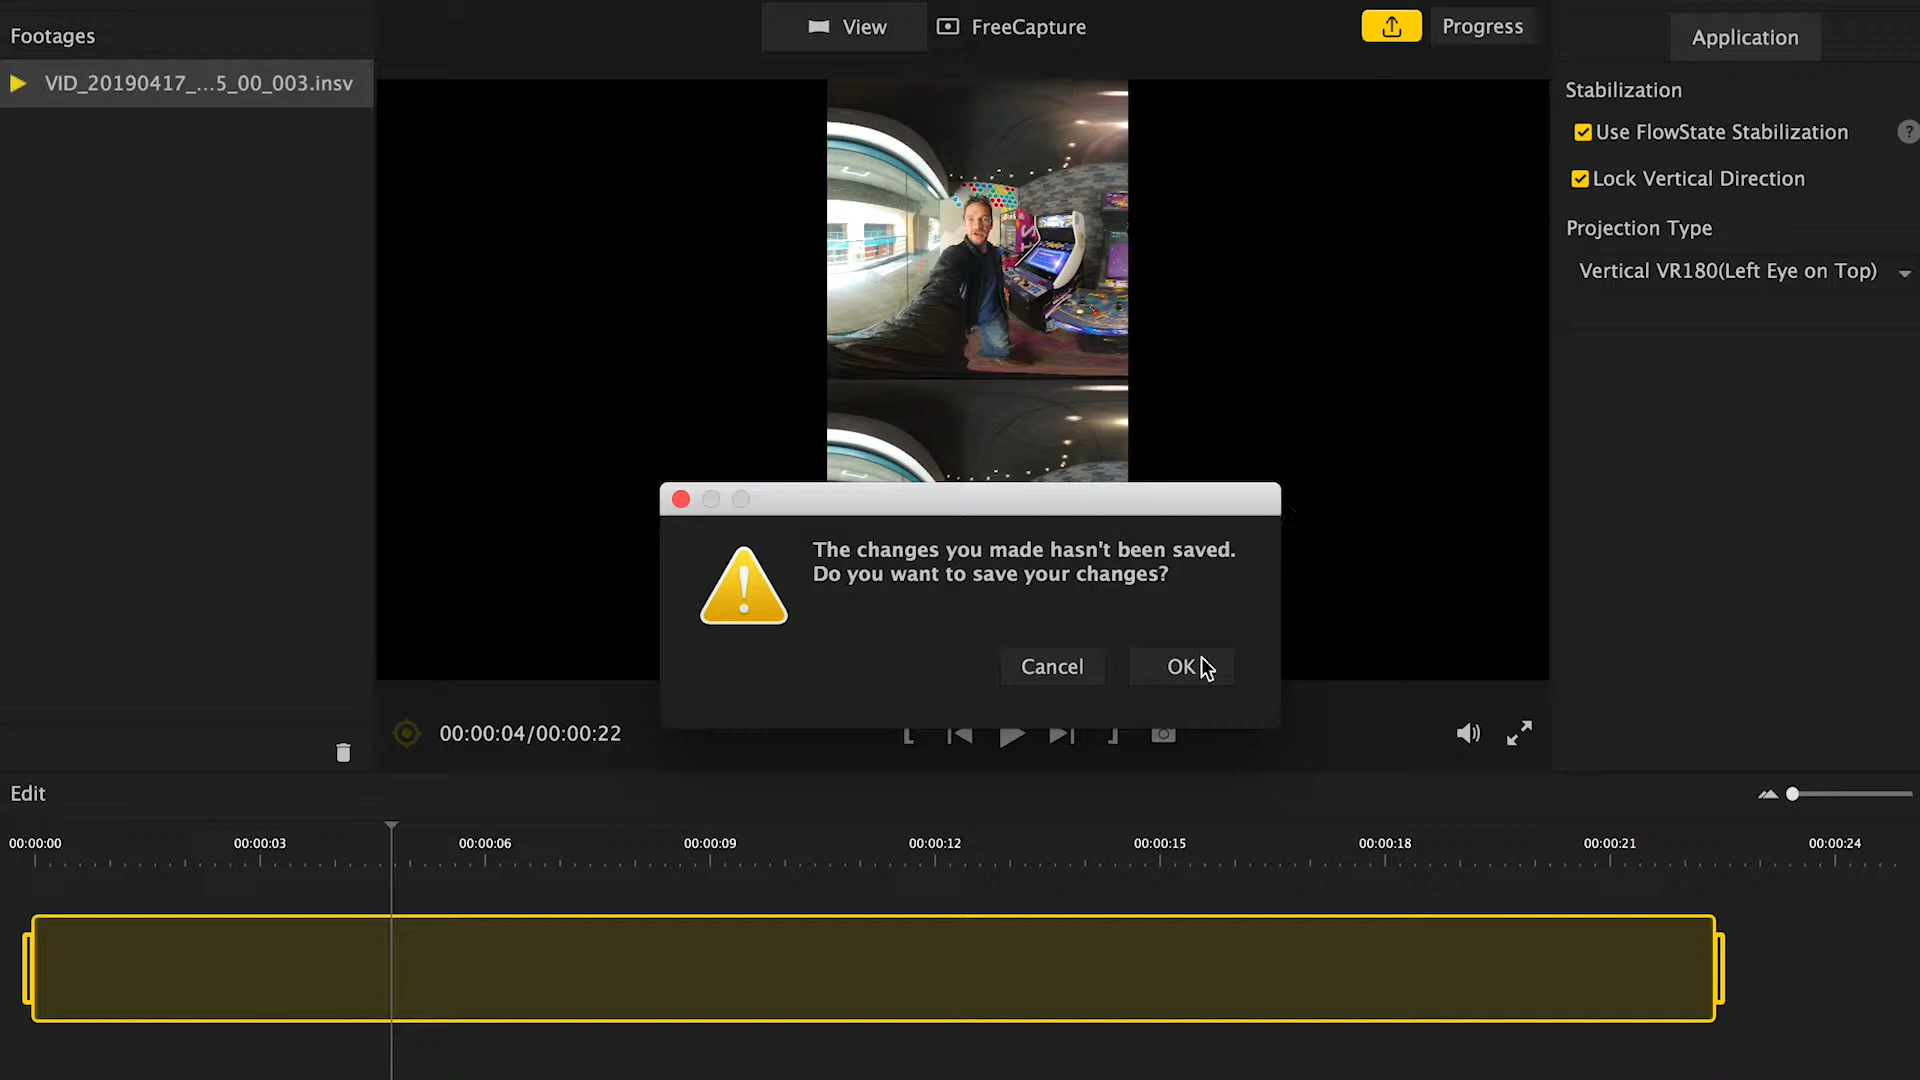 Footages
View
FreeCapture
Progress
Application
VID_20190417_...5_00_003.insv
Stabilization
Use FlowState Stabilization
?
Lock Vertical Direction
Projection Type
Vertical VR180(Left Eye on Top)
The changes you made hasn't been saved.
Do you want to save your changes?
Cancel
OK
00:00:04/00:00:22
Edit
00:00:00
00:00:03
00:00:06
00:00:09
00:00:12
00:00:15
00:00:18
00:00:21
00:00:24